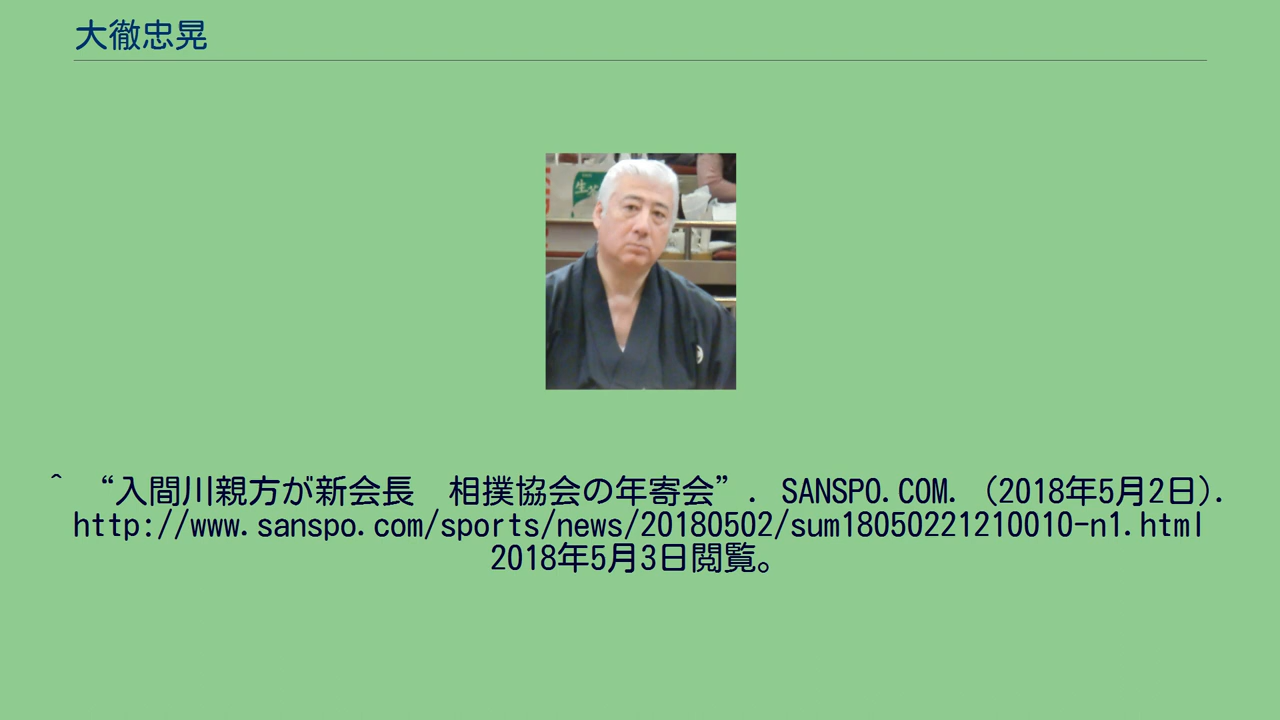 大徹忠晃
生茶
^　“入間川親方が新会長　相撲協会の年寄会”. SANSPO.COM. (2018年5月2日).
http://www.sanspo.com/sports/news/20180502/sum18050221210010-n1.html
2018年5月3日閲覧。